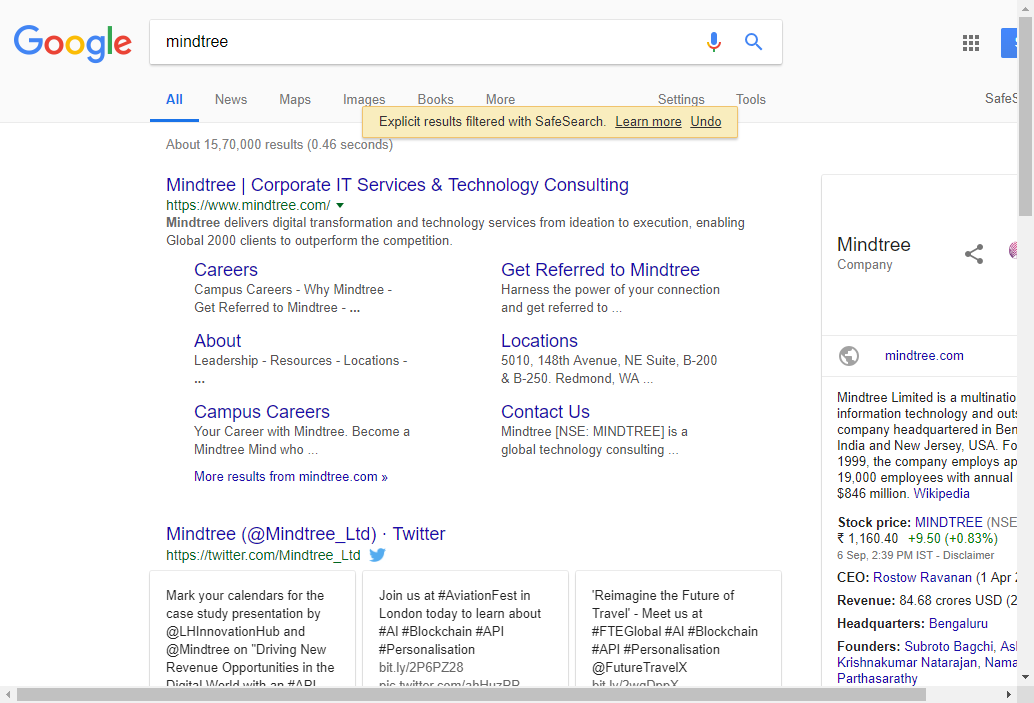 Google
mindtree
All News Maps Images Books More Settings Tools
SafeS
Explicit results filtered with SafeSearch. Learn more Undo
About 15,70,000 results (0.46 seconds)
Mindtree | Corporate IT Services & Technology Consulting
https://www.mindtree.com/
Mindtree delivers digital transformation and technology services from ideation to execution, enabling
Global 2000 clients to outperform the competition.
Careers
Campus Careers - Why Mindtree -
Get Referred to Mindtree - ...
Get Referred to Mindtree
Harness the power of your connection
and get referred to ...
About
Leadership - Resources - Locations -
...
Locations
5010, 148th Avenue, NE Suite, B-200
& B-250. Redmond, WA ...
Campus Careers
Your Career with Mindtree. Become a
Mindtree Mind who ...
Contact Us
Mindtree [NSE: MINDTREE] is a
global technology consulting ...
More results from mindtree.com »
Mindtree (@Mindtree_Ltd) · Twitter
https://twitter.com/Mindtree_Ltd
Mark your calendars for the
case study presentation by
@LHInnovationHub and
@Mindtree on "Driving New
Revenue Opportunities in the
Digital World with an #API
Join us at #AviationFest in
London today to learn about
#AI #Blockchain #API
#Personalisation
bit.ly/2P6PZ28
pic.twitter.com/ahHuzRR
'Reimagine the Future of
Travel' - Meet us at
#FTEGlobal #AI #Blockchain
#API #Personalisation
@FutureTravelX
bit.ly/2wgDppX
Mindtree
Company
mindtree.com
Mindtree Limited is a multinatio
information technology and outs
company headquartered in Ben
India and New Jersey, USA. Fo
1999, the company employs ap
19,000 employees with annual
$846 million. Wikipedia
Stock price: MINDTREE (NSE
₹ 1,160.40 +9.50 (+0.83%)
6 Sep, 2:39 PM IST - Disclaimer
CEO: Rostow Ravanan (1 Apr 2
Revenue: 84.68 crores USD (2
Headquarters: Bengaluru
Founders: Subroto Bagchi, Ash
Krishnakumar Natarajan, Nama
Parthasarathy